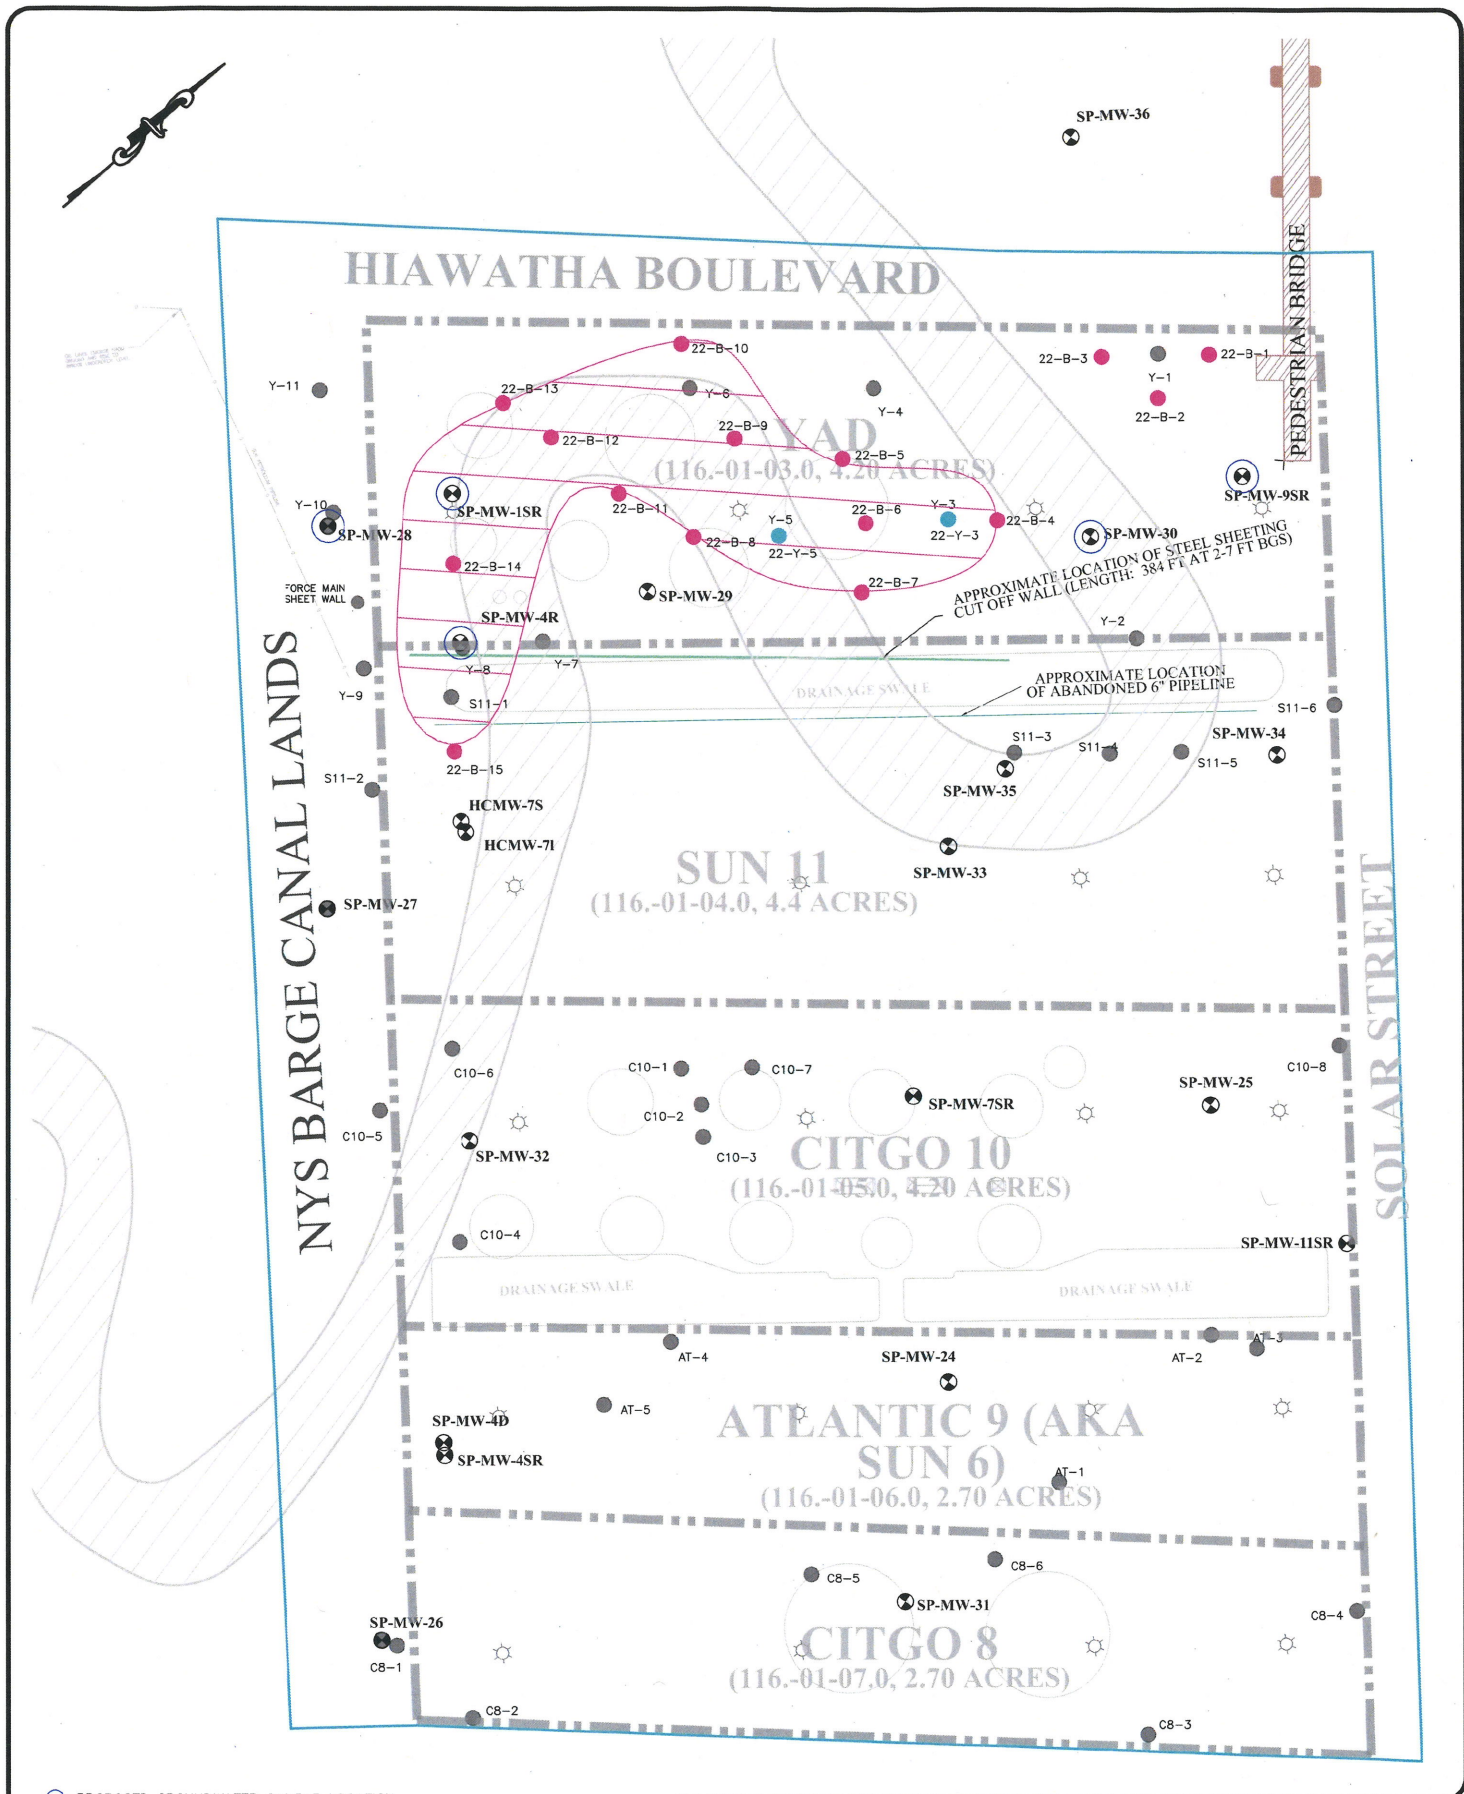 SP-MW-36
PEDESTRIAN BRIDGE
HIAWATHA BOULEVARD
22-B-10
22-B-3
Y-1
22-B-1
22-B-2
Y-11
22-B-13
Y-6
Y-4
22-B-12
22-B-9
YAD
(116.-01-03.0, 4.20 ACRES)
22-B-5
SP-MW-9SR
Y-10
SP-MW-28
SP-MW-1SR
22-B-11
22-B-6
Y-3
22-Y-3
22-B-4
Y-5
22-Y-5
22-B-8
SP-MW-30
22-B-14
22-B-7
SP-MW-29
APPROXIMATE LOCATION OF STEEL SHEETING
CUT OFF WALL (LENGTH: 384 FT AT 2-7 FT BGS)
FORCE MAIN
SHEET WALL
SP-MW-4R
Y-2
Y-8
Y-7
Y-9
S11-1
DRAINAGE SWALE
APPROXIMATE LOCATION
OF ABANDONED 6" PIPELINE
S11-6
SP-MW-34
S11-3
S11-4
S11-5
22-B-15
S11-2
SP-MW-35
HCMW-7S
HCMW-7I
SP-MW-33
SUN 11
(116.-01-04.0, 4.4 ACRES)
SP-MW-27
NYS BARGE CANAL LANDS
SOLAR STREET
C10-6
C10-1
C10-7
C10-8
SP-MW-25
SP-MW-7SR
C10-2
C10-5
C10-3
SP-MW-32
CITGO 10
(116.-01-05.0, 4.20 ACRES)
C10-4
SP-MW-11SR
DRAINAGE SWALE
DRAINAGE SWALE
AT-4
SP-MW-24
AT-2
AT-3
AT-5
SP-MW-4D
SP-MW-4SR
ATLANTIC 9 (AKA
SUN 6)
(116.-01-06.0, 2.70 ACRES)
AT-1
C8-5
C8-6
SP-MW-31
C8-4
SP-MW-26
C8-1
CITGO 8
(116.-01-07.0, 2.70 ACRES)
C8-2
C8-3